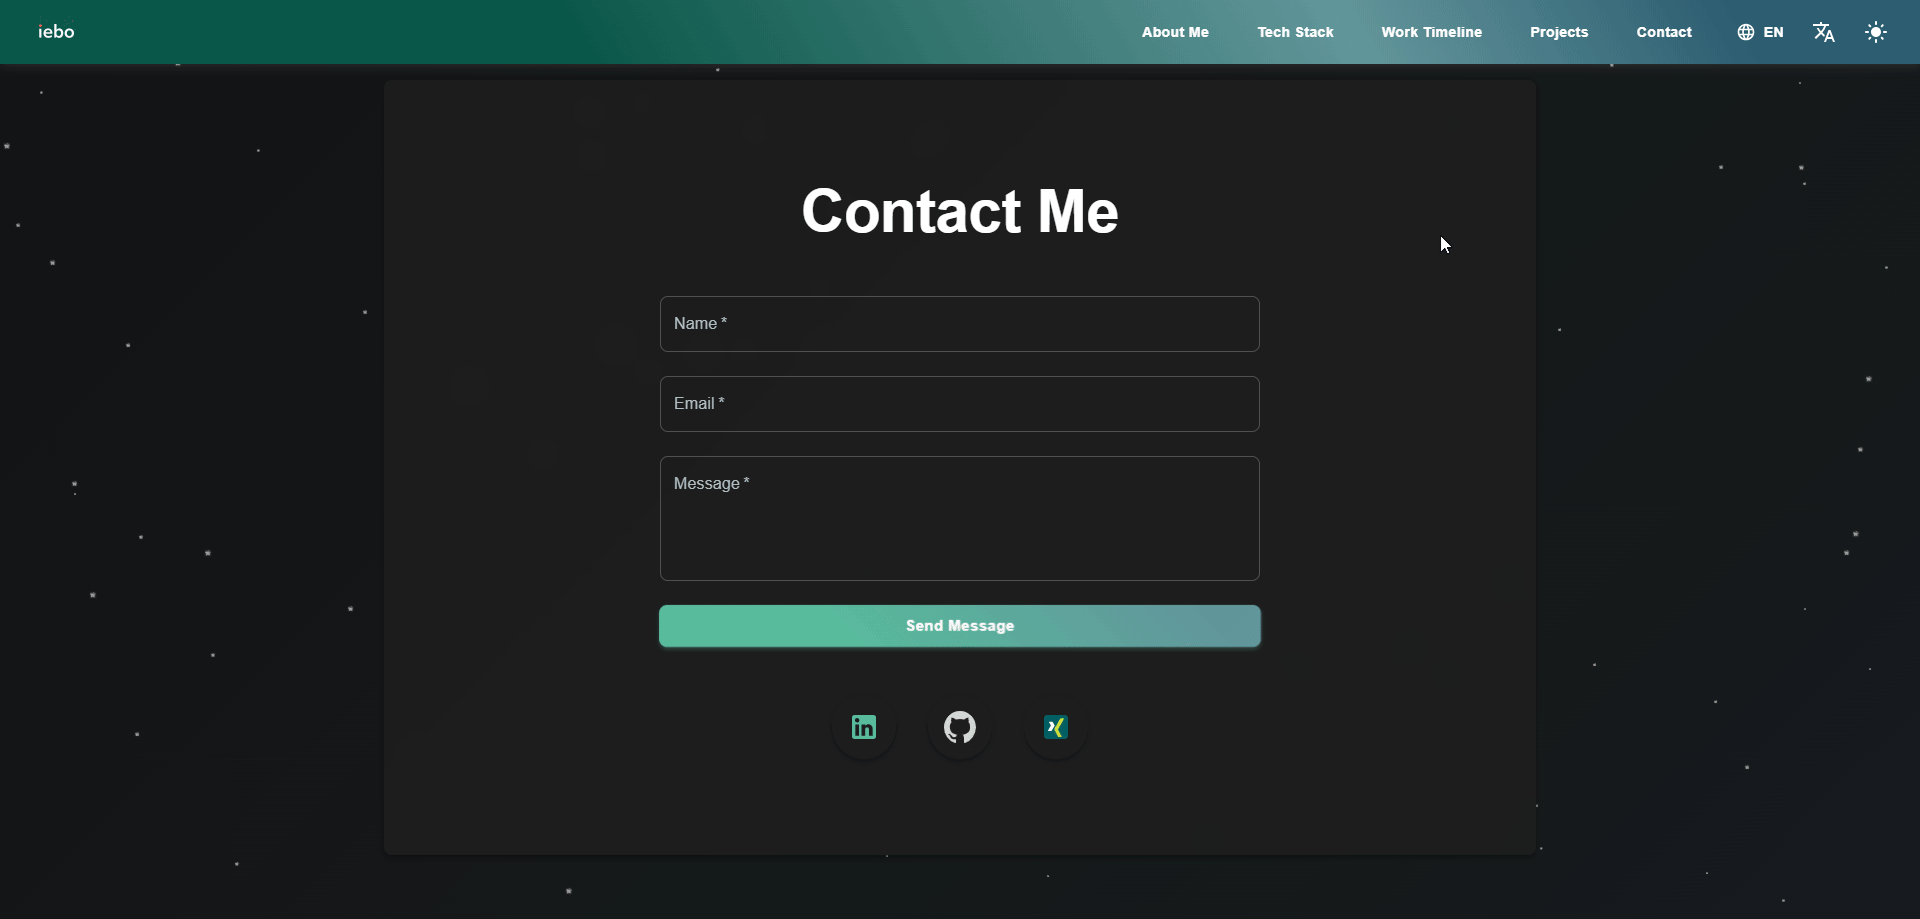 iebo
About Me
Tech Stack
Work Timeline
Projects
Contact
EN
Contact Me
Name *
Email *
Message *
Send Message